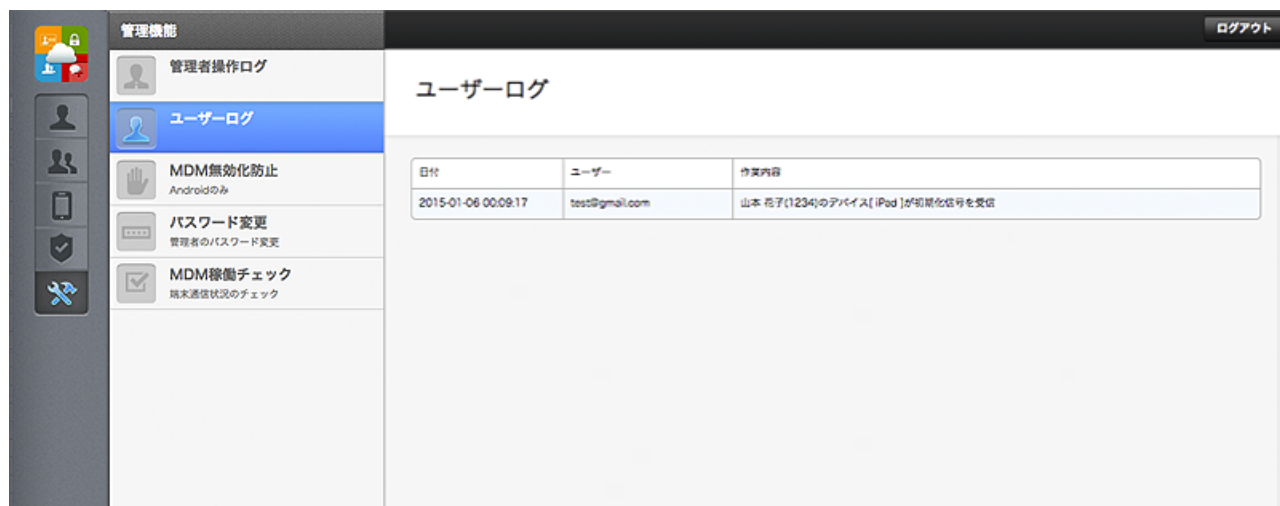 管理機能
ログアウト
管理者操作ログ
ユーザーログ
MDM無効化防止
Androidのみ
パスワード変更
管理者のパスワード変更
MDM稼働チェック
端末通信状況のチェック
ユーザーログ
日付 ユーザー 作業内容
2015-01-06 00:09:17 test@gmail.com 山本 花子(1234)のデバイス[ iPod ]が初期化信号を受信